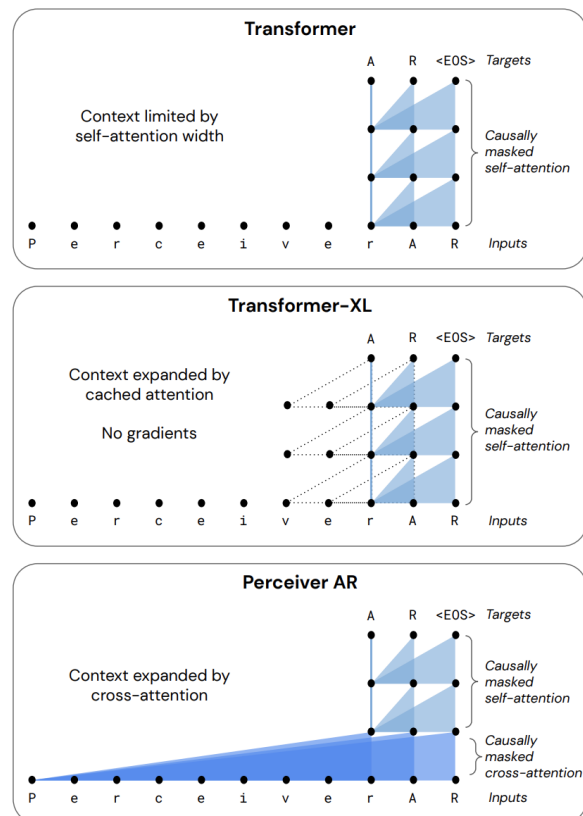 Transformer
A R <EOS> Targets
Context limited by
self-attention width
Causally
masked
self-attention
P e r c e i v e r A R Inputs
Transformer-XL
A R <EOS> Targets
Context expanded by
cached attention
No gradients
Causally
masked
self-attention
P e r c e i v e r A R Inputs
Perceiver AR
A R <EOS> Targets
Context expanded by
cross-attention
Causally
masked
self-attention
Causally
masked
cross-attention
P e r c e i v e r A R Inputs